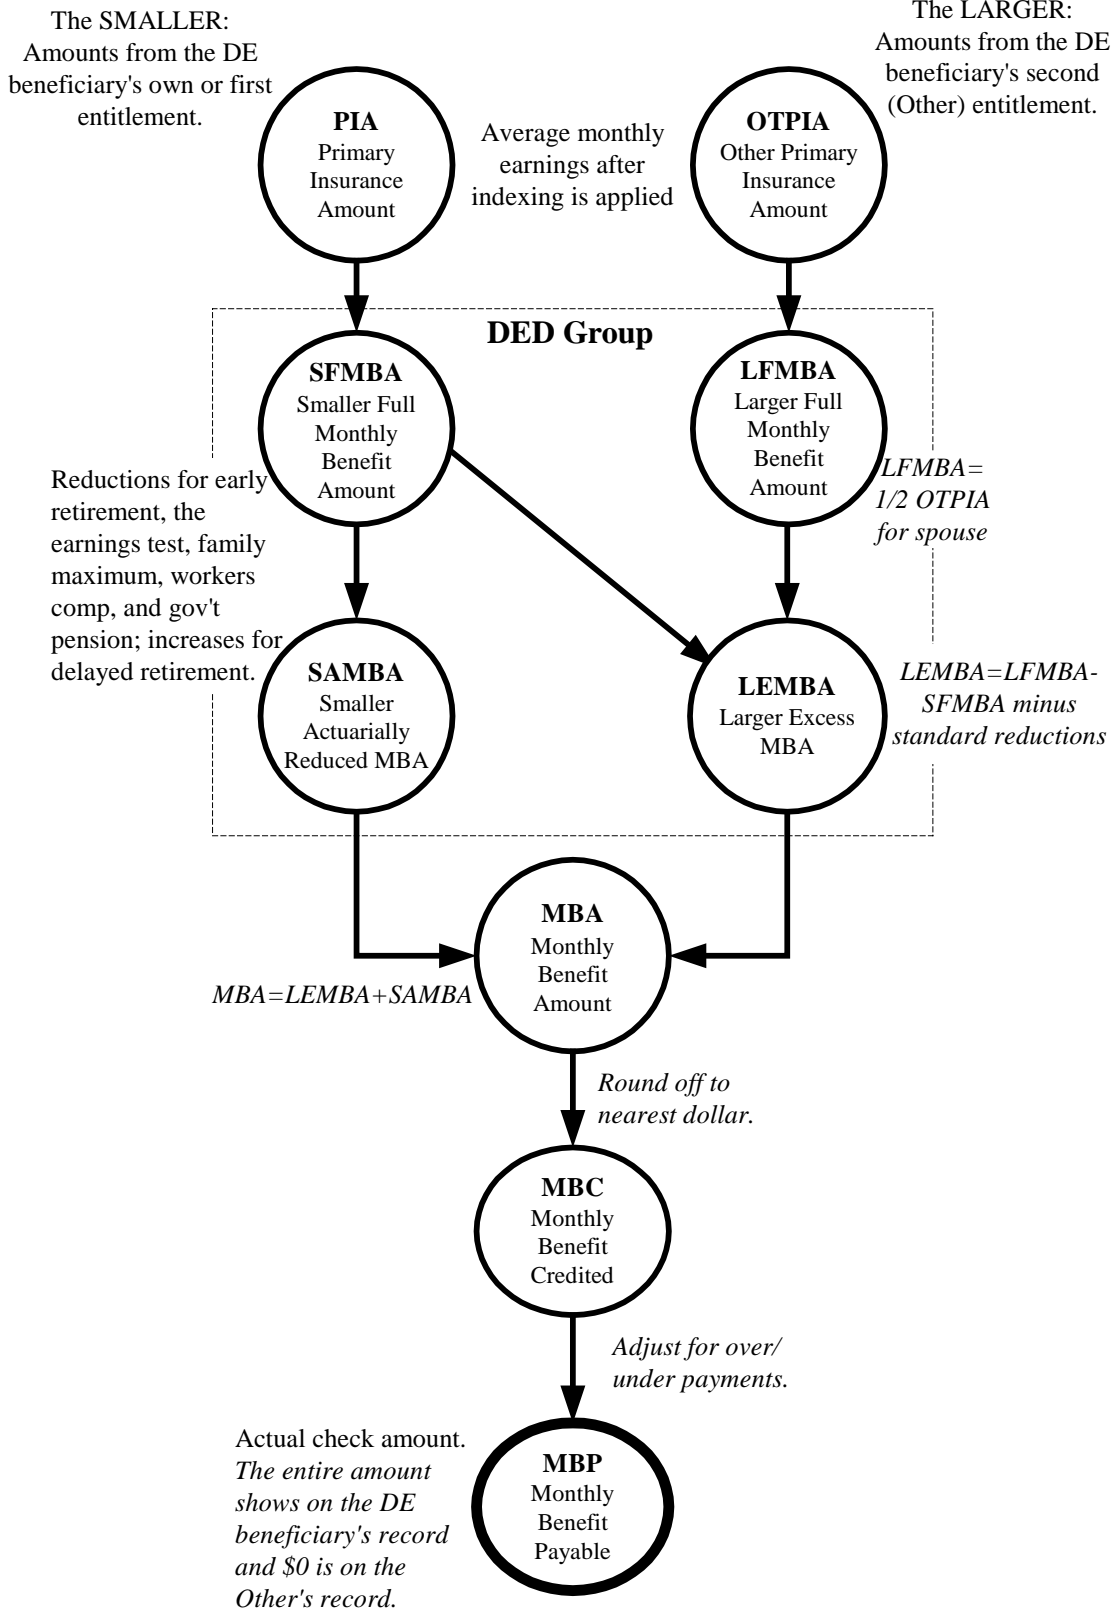 The SMALLER:
Amounts from the DE
beneficiary's own or first
entitlement.
The LARGER:
Amounts from the DE
beneficiary's second
(Other) entitlement.
PIA
Primary
Insurance
Amount
Average monthly
earnings after
indexing is applied
OTPIA
Other Primary
Insurance
Amount
DED Group
SFMBA
Smaller Full
Monthly
Benefit
Amount
LFMBA
Larger Full
Monthly
Benefit
Amount
LFMBA=
1/2 OTPIA
for spouse
Reductions for early
retirement, the
earnings test, family
maximum, workers
comp, and gov't
pension; increases for
delayed retirement.
SAMBA
Smaller
Actuarially
Reduced MBA
LEMBA
Larger Excess
MBA
LEMBA=LFMBA-
SFMBA minus
standard reductions
MBA
Monthly
Benefit
Amount
MBA=LEMBA+SAMBA
Round off to
nearest dollar.
MBC
Monthly
Benefit
Credited
Adjust for over/
under payments.
Actual check amount.
The entire amount
shows on the DE
beneficiary's record
and $0 is on the
Other's record.
MBP
Monthly
Benefit
Payable